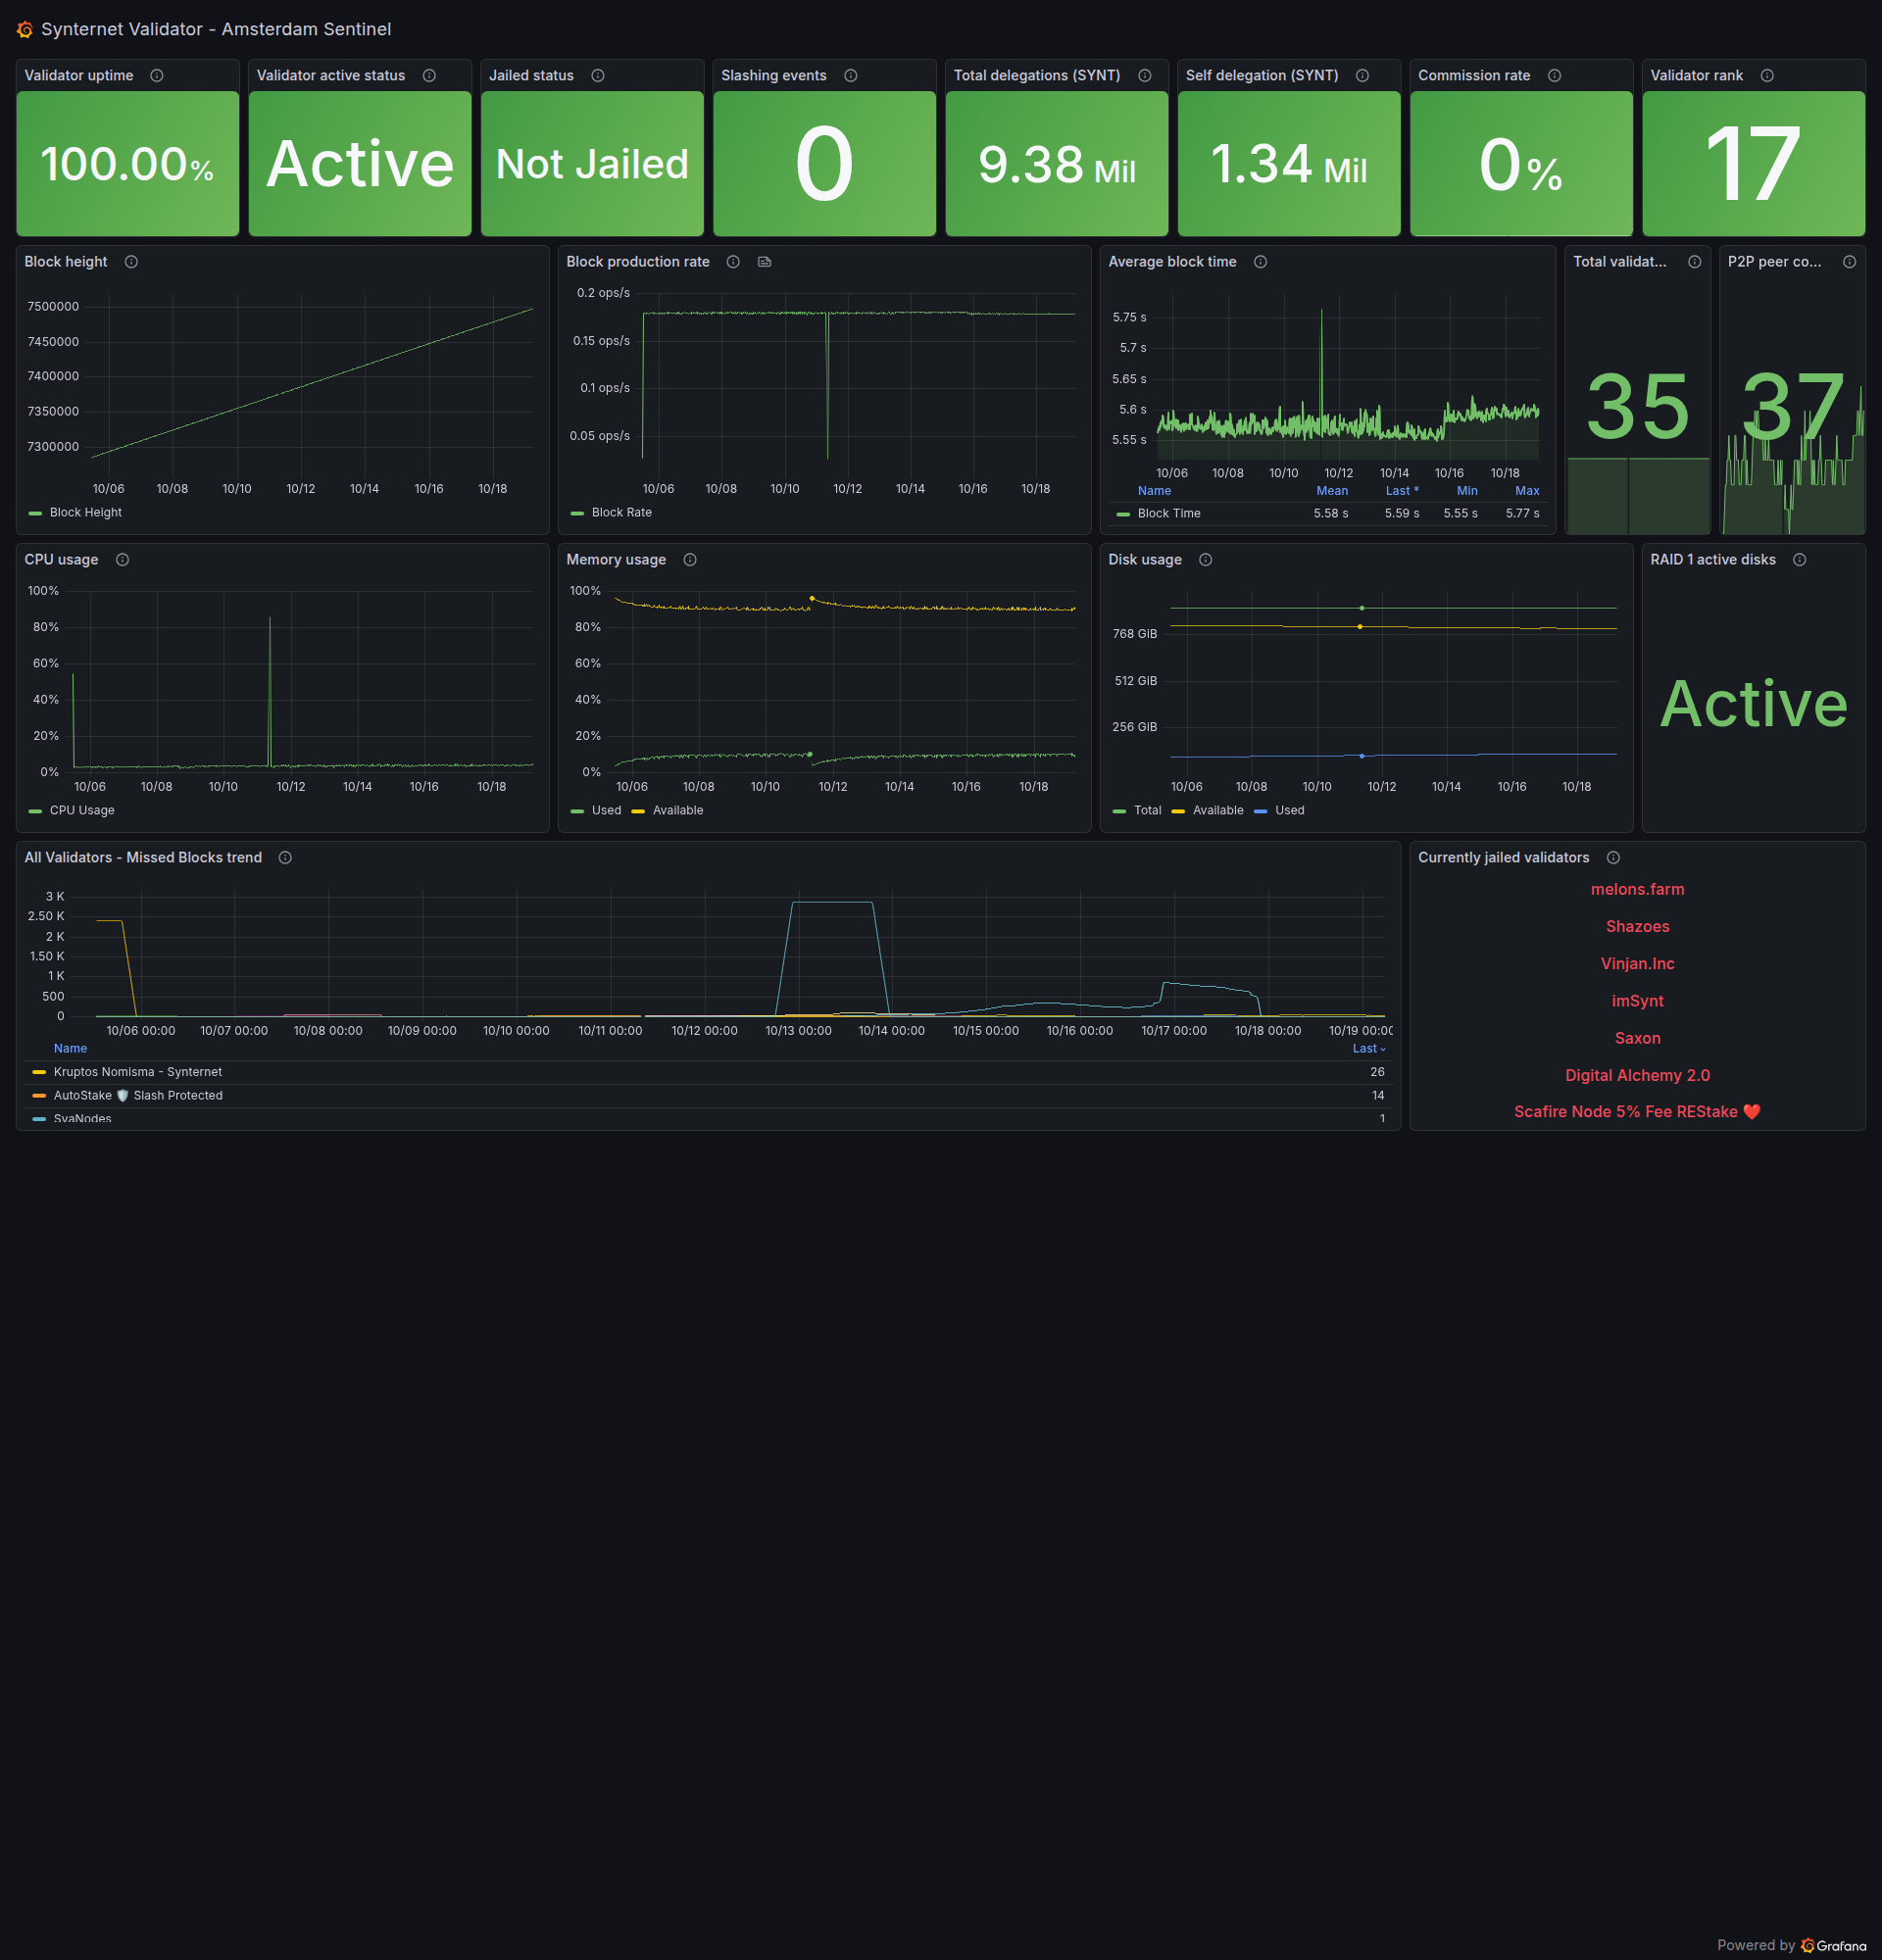 Synternet Validator - Amsterdam Sentinel
Validator uptime
100.00%
Validator active status
Active
Jailed status
Not Jailed
Slashing events
0
Total delegations (SYNT)
9.38 Mil
Self delegation (SYNT)
1.34 Mil
Commission rate
0%
Validator rank
17
Block height
7500000
7450000
7400000
7350000
7300000
10/06 10/08 10/10 10/12 10/14 10/16 10/18
Block Height
Block production rate
0.2 ops/s
0.15 ops/s
0.1 ops/s
0.05 ops/s
10/06 10/08 10/10 10/12 10/14 10/16 10/18
Block Rate
Average block time
5.75 s
5.7 s
5.65 s
5.6 s
5.55 s
10/06 10/08 10/10 10/12 10/14 10/16 10/18
Name Mean Last * Min Max
Block Time 5.58 s 5.59 s 5.55 s 5.77 s
Total validat...
35
P2P peer co...
37
CPU usage
100%
80%
60%
40%
20%
0%
10/06 10/08 10/10 10/12 10/14 10/16 10/18
CPU Usage
Memory usage
100%
80%
60%
40%
20%
0%
10/06 10/08 10/10 10/12 10/14 10/16 10/18
Used Available
Disk usage
768 GiB
512 GiB
256 GiB
10/06 10/08 10/10 10/12 10/14 10/16 10/18
Total Available Used
RAID 1 active disks
Active
All Validators - Missed Blocks trend
3 K
2.50 K
2 K
1.50 K
1 K
500
0
10/06 00:00 10/07 00:00 10/08 00:00 10/09 00:00 10/10 00:00 10/11 00:00 10/12 00:00 10/13 00:00 10/14 00:00 10/15 00:00 10/16 00:00 10/17 00:00 10/18 00:00 10/19 00:00
Name Last
Kruptos Nomisma - Synternet 26
AutoStake 🛡️ Slash Protected 14
SvaNodes 1
Currently jailed validators
melons.farm
Shazoes
Vinjan.Inc
imSynt
Saxon
Digital Alchemy 2.0
Scafire Node 5% Fee REStake ❤️
Powered by Grafana